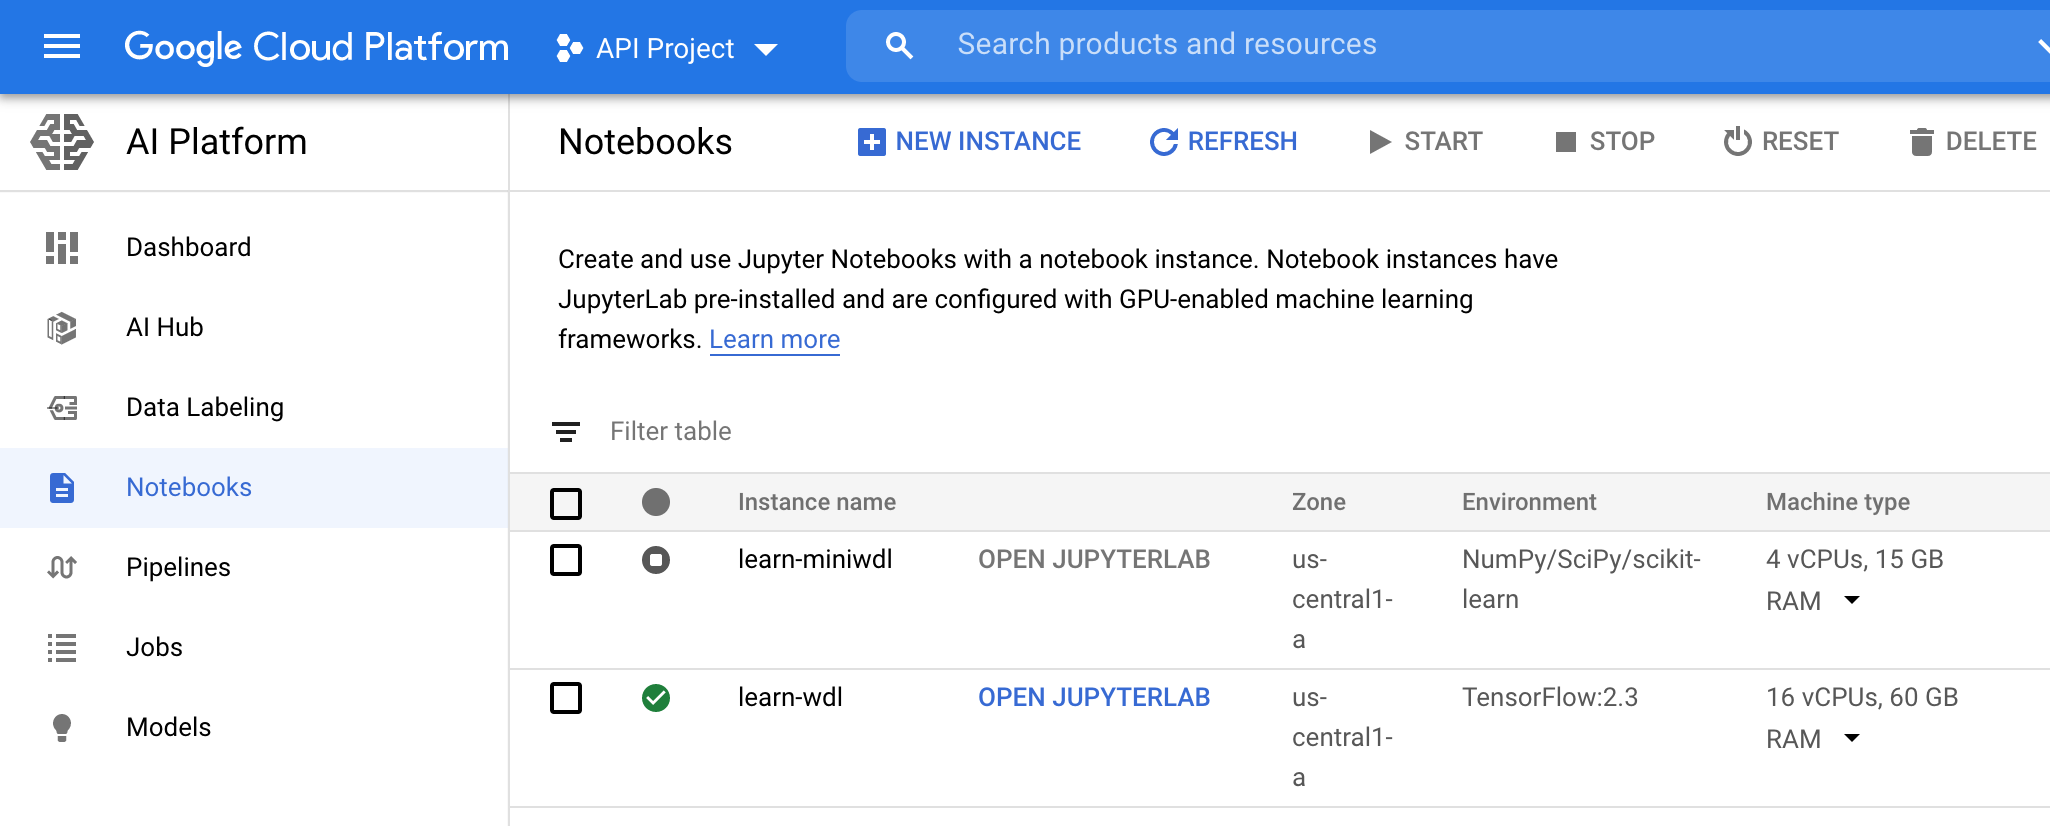 Google Cloud Platform API Project Search products and resources
AI Platform
Notebooks NEW INSTANCE REFRESH START STOP RESET DELETE
Dashboard
AI Hub
Data Labeling
Notebooks
Pipelines
Jobs
Models
Create and use Jupyter Notebooks with a notebook instance. Notebook instances have
JupyterLab pre-installed and are configured with GPU-enabled machine learning
frameworks. Learn more
Filter table
Instance name Zone Environment Machine type
learn-miniwdl OPEN JUPYTERLAB us- NumPy/SciPy/scikit- 4 vCPUs, 15 GB
central1- learn RAM
a
learn-wdl OPEN JUPYTERLAB us- TensorFlow:2.3 16 vCPUs, 60 GB
central1- RAM
a